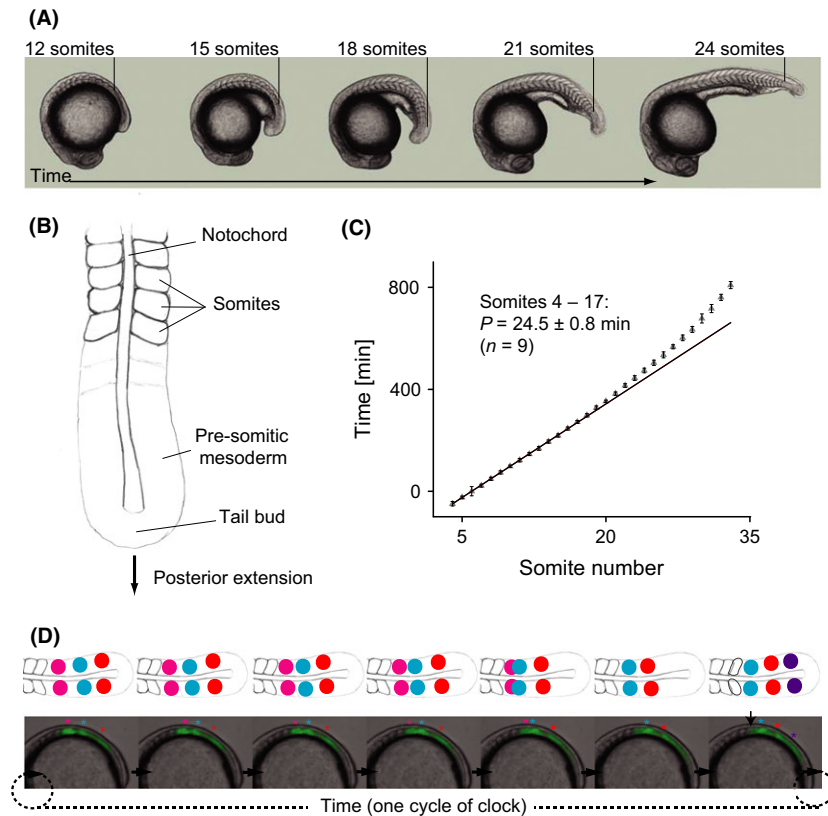 (A)
12 somites 15 somites 18 somites 21 somites 24 somites
Time
(B)
Notochord
Somites
Pre-somitic
mesoderm
Tail bud
Posterior extension
(C)
800
400
0
Time [min]
Somites 4 – 17:
P = 24.5 ± 0.8 min
(n = 9)
5 20 35
Somite number
(D)
Time (one cycle of clock)